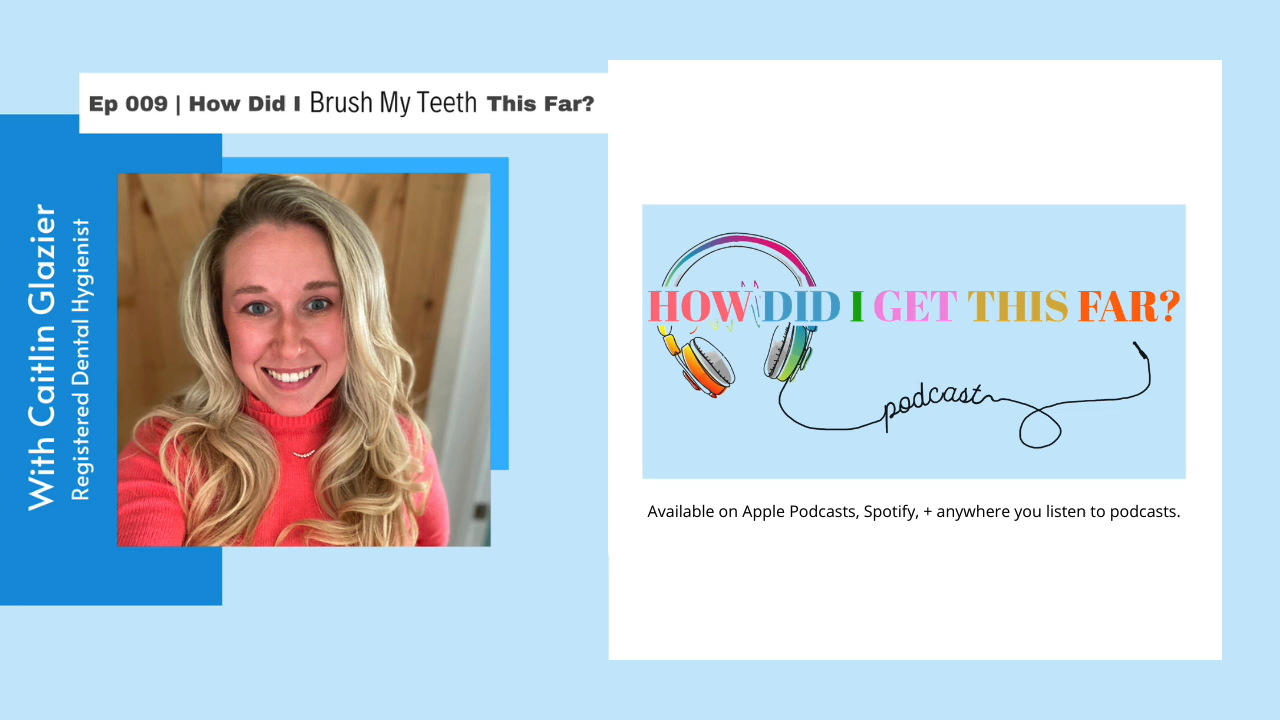 Ep 009 | How Did I Brush My Teeth This Far?
With Caitlin Glazier
Registered Dental Hygienist
HOW DID I GET THIS FAR?
podcast
Available on Apple Podcasts, Spotify, + anywhere you listen to podcasts.